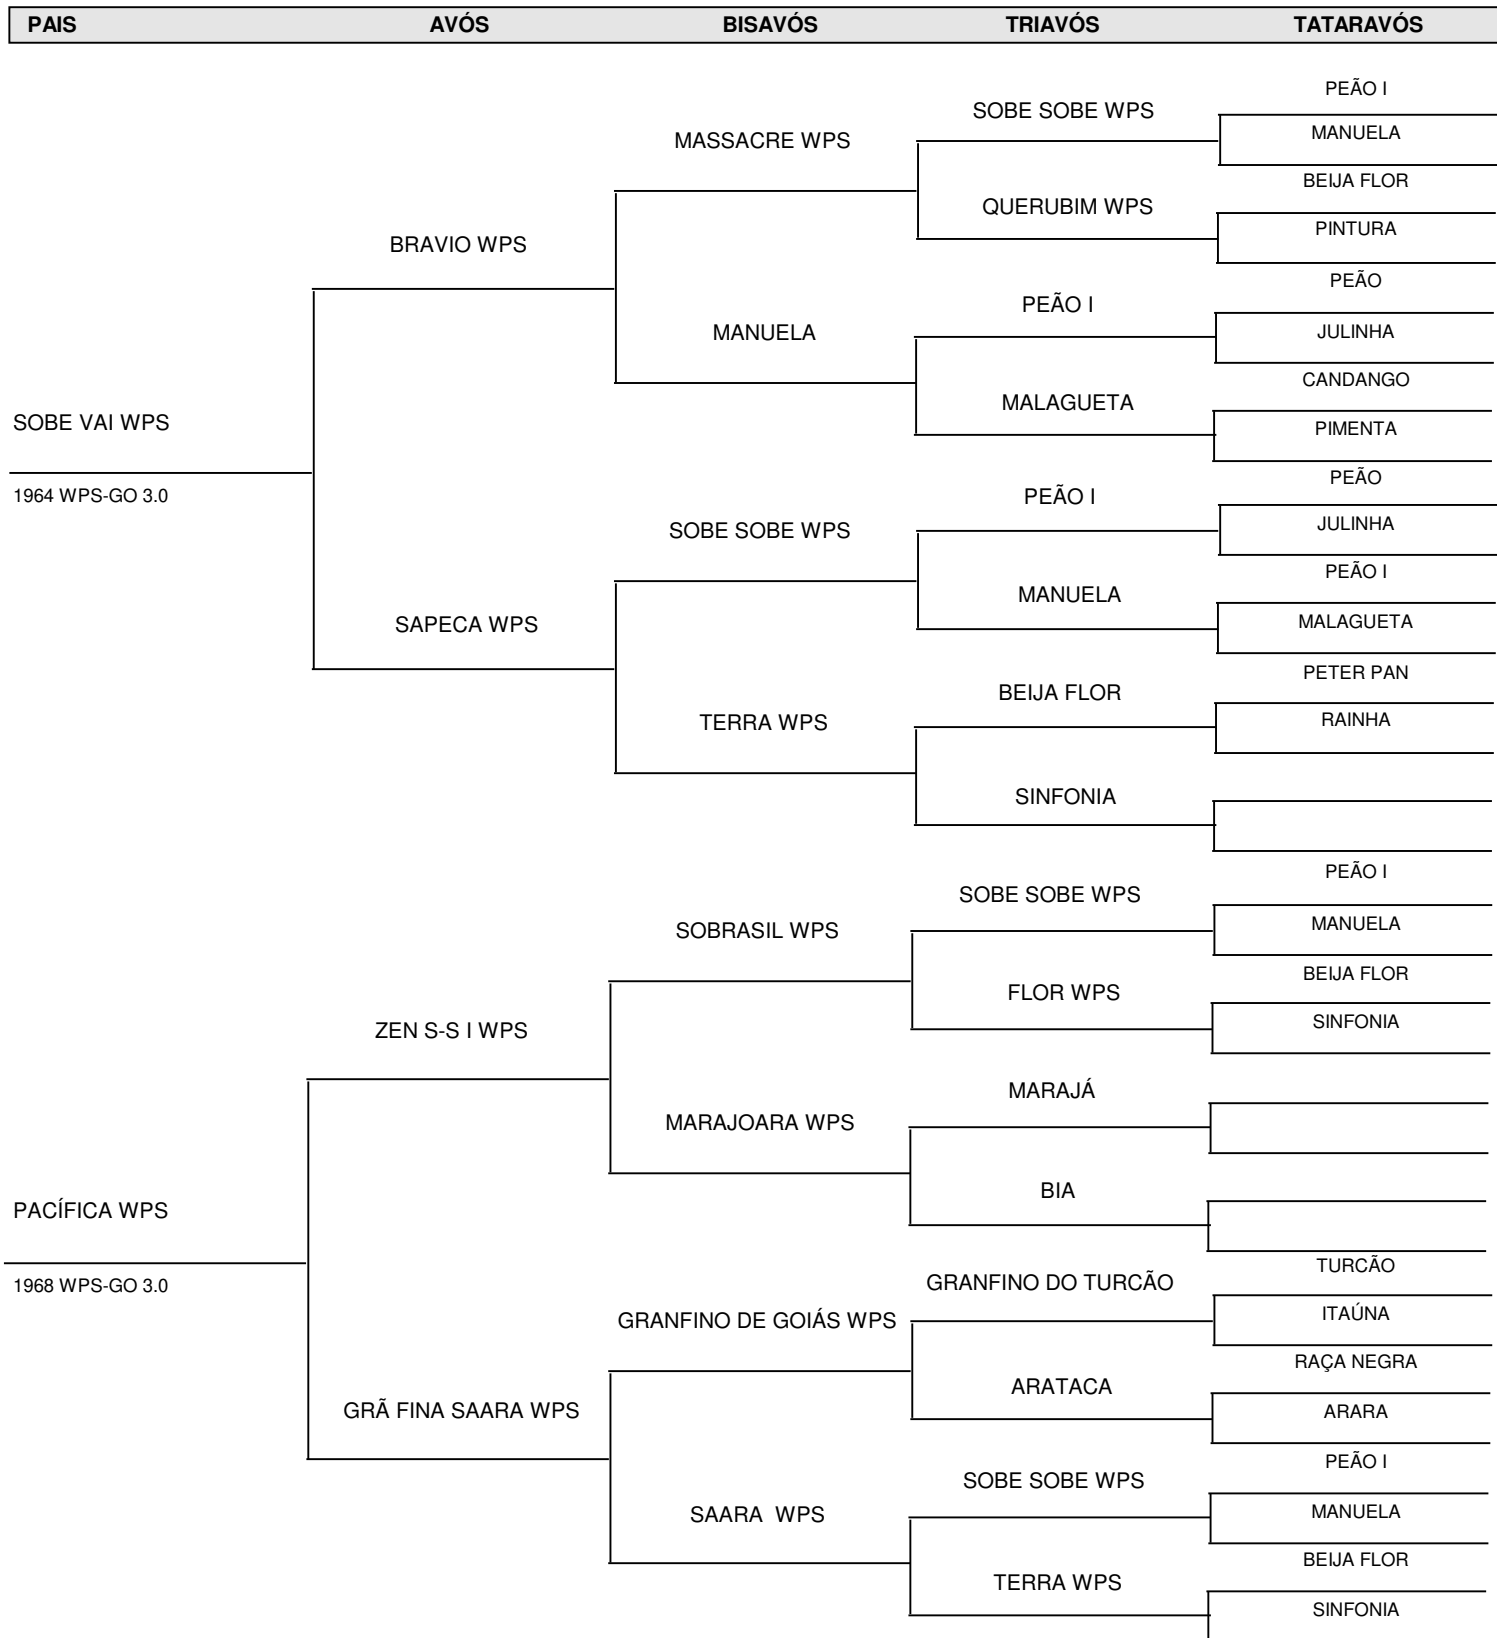 PAIS AVÓS BISAVÓS TRIAVÓS TATARAVÓS
PEÃO I
SOBE SOBE WPS
MANUELA
MASSACRE WPS
BEIJA FLOR
QUERUBIM WPS
PINTURA
BRAVIO WPS
PEÃO
PEÃO I
JULINHA
MANUELA
CANDANGO
MALAGUETA
SOBE VAI WPS
PIMENTA
PEÃO
1964 WPS-GO 3.0
PEÃO I
JULINHA
SOBE SOBE WPS
PEÃO I
MANUELA
MALAGUETA
SAPECA WPS
PETER PAN
BEIJA FLOR
RAINHA
TERRA WPS
SINFONIA
PEÃO I
SOBE SOBE WPS
MANUELA
SOBRASIL WPS
BEIJA FLOR
FLOR WPS
SINFONIA
ZEN S-S I WPS
MARAJÁ
MARAJOARA WPS
BIA
PACÍFICA WPS
TURCÃO
1968 WPS-GO 3.0
GRANFINO DO TURCÃO
ITAÚNA
GRANFINO DE GOIÁS WPS
RAÇA NEGRA
ARATACA
ARARA
GRÃ FINA SAARA WPS
PEÃO I
SOBE SOBE WPS
MANUELA
SAARA WPS
BEIJA FLOR
TERRA WPS
SINFONIA